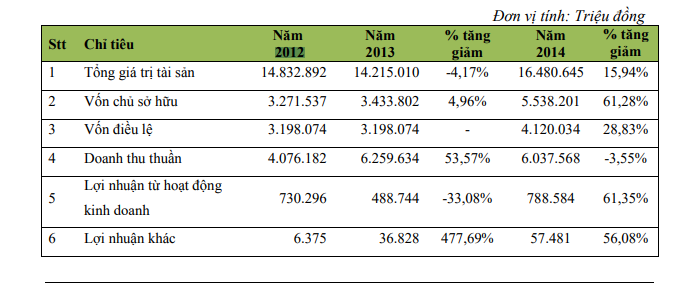 Đơn vị tính: Triệu đồng
Stt Chỉ tiêu Năm 2012 Năm 2013 % tăng giảm Năm 2014 % tăng giảm
1 Tổng giá trị tài sản 14.832.892 14.215.010 -4,17% 16.480.645 15,94%
2 Vốn chủ sở hữu 3.271.537 3.433.802 4,96% 5.538.201 61,28%
3 Vốn điều lệ 3.198.074 3.198.074 - 4.120.034 28,83%
4 Doanh thu thuần 4.076.182 6.259.634 53,57% 6.037.568 -3,55%
5 Lợi nhuận từ hoạt động kinh doanh 730.296 488.744 -33,08% 788.584 61,35%
6 Lợi nhuận khác 6.375 36.828 477,69% 57.481 56,08%